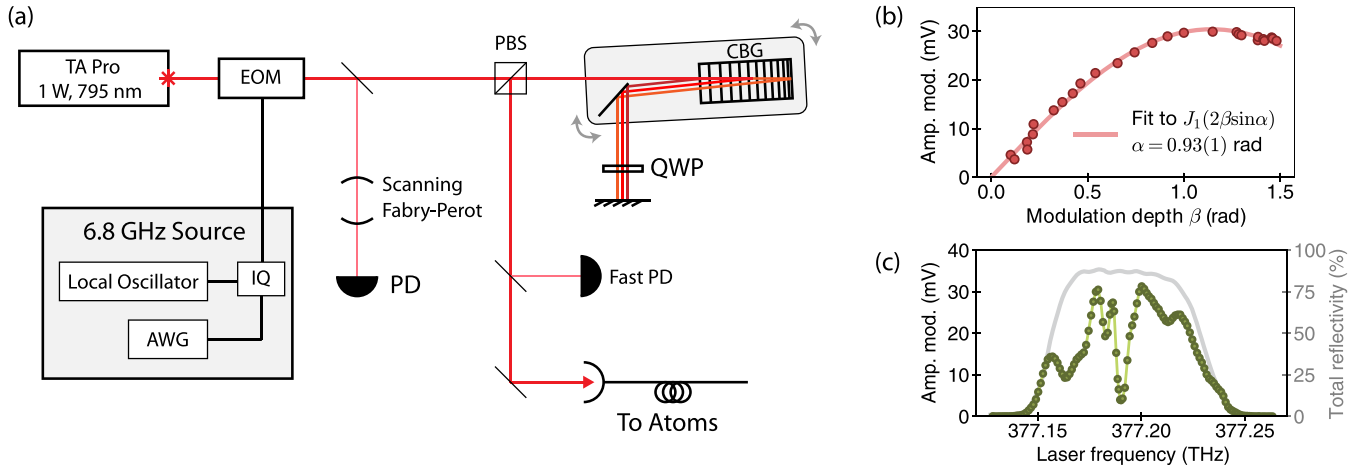 (a)
TA Pro
1 W, 795 nm
EOM
PBS
CBG
QWP
Scanning
Fabry-Perot
PD
Fast PD
To Atoms
6.8 GHz Source
Local Oscillator
IQ
AWG
(b)
Amp. mod. (mV)
30
20
10
0
Fit to J₁(2βsinα)
α = 0.93(1) rad
0.0 0.5 1.0 1.5
Modulation depth β (rad)
(c)
Amp. mod. (mV)
40
30
20
10
0
100
75
50
25
0
Total reflectivity (%)
377.15 377.20 377.25
Laser frequency (THz)